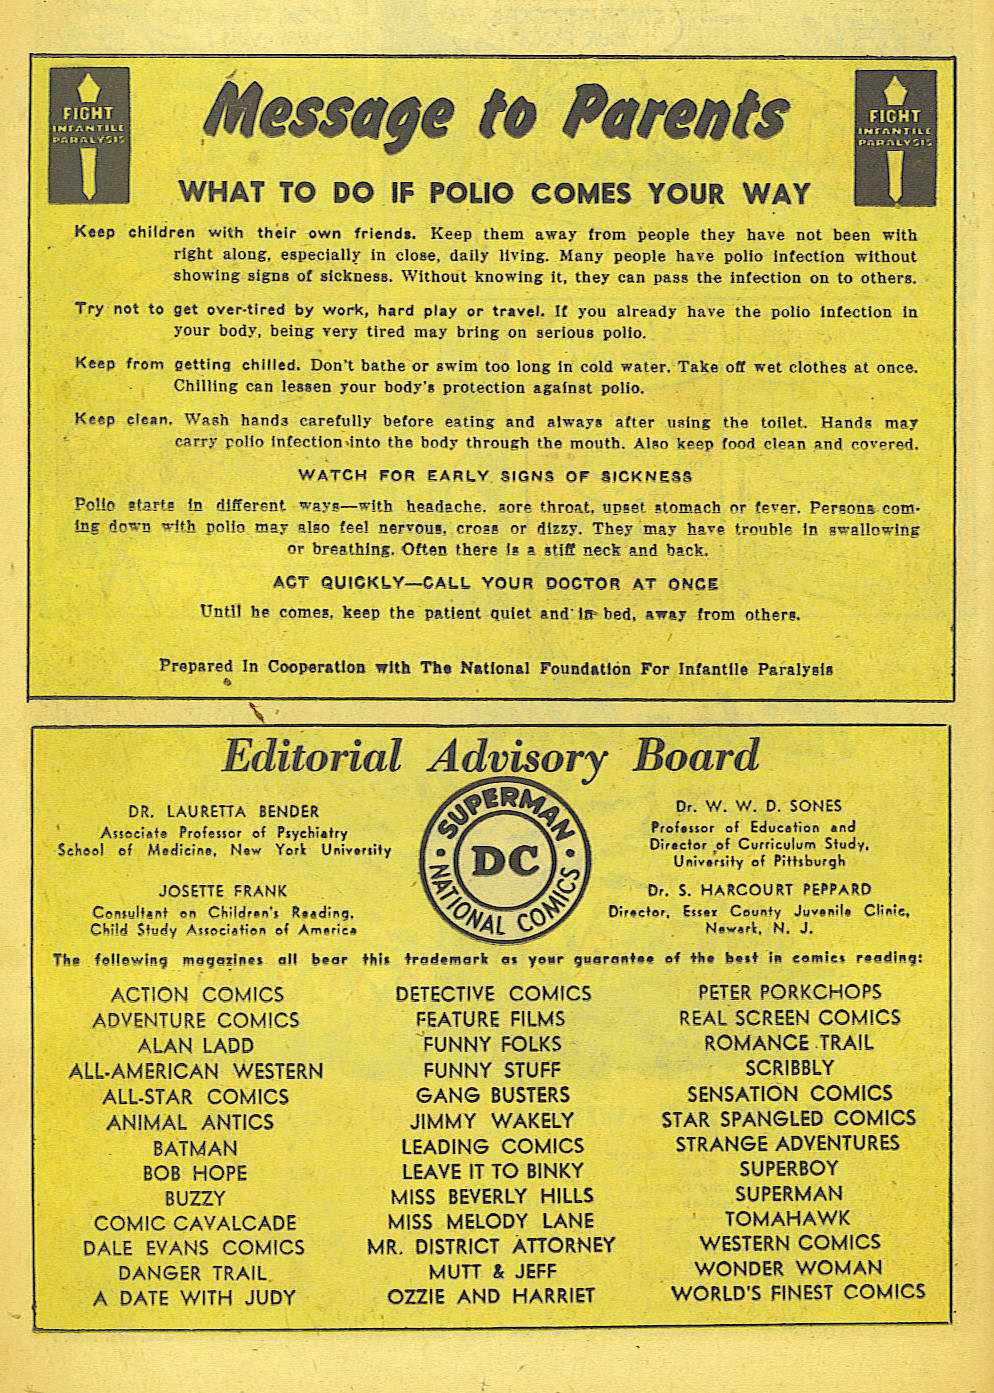 FIGHT
INFANTILE
PARALYSIS
Message to Parents
FIGHT
INFANTILE
PARALYSIS
WHAT TO DO IF POLIO COMES YOUR WAY
Keep children with their own friends. Keep them away from people they have not been with
right along, especially in close, daily living. Many people have polio infection without
showing signs of sickness. Without knowing it, they can pass the infection on to others.
Try not to get over-tired by work, hard play or travel. If you already have the polio infection in
your body, being very tired may bring on serious polio.
Keep from getting chilled. Don't bathe or swim too long in cold water. Take off wet clothes at once.
Chilling can lessen your body's protection against polio.
Keep clean. Wash hands carefully before eating and always after using the toilet. Hands may
carry polio infection into the body through the mouth. Also keep food clean and covered.
WATCH FOR EARLY SIGNS OF SICKNESS
Polio starts in different ways—with headache, sore throat, upset stomach or fever. Persons com-
ing down with polio may also feel nervous, cross or dizzy. They may have trouble in swallowing
or breathing. Often there is a stiff neck and back.
ACT QUICKLY—CALL YOUR DOCTOR AT ONCE
Until he comes, keep the patient quiet and in bed, away from others.
Prepared In Cooperation with The National Foundation For Infantile Paralysis
Editorial Advisory Board
DR. LAURETTA BENDER
Associate Professor of Psychiatry
School of Medicine, New York University
JOSETTE FRANK
Consultant on Children's Reading,
Child Study Association of America
SUPERMAN
DC
NATIONAL COMICS
Dr. W. W. D. SONES
Professor of Education and
Director of Curriculum Study,
University of Pittsburgh
Dr. S. HARCOURT PEPPARD
Director, Essex County Juvenile Clinic,
Newark, N. J.
The following magazines all bear this trademark as your guarantee of the best in comics reading:
ACTION COMICS
ADVENTURE COMICS
ALAN LADD
ALL-AMERICAN WESTERN
ALL-STAR COMICS
ANIMAL ANTICS
BATMAN
BOB HOPE
BUZZY
COMIC CAVALCADE
DALE EVANS COMICS
DANGER TRAIL
A DATE WITH JUDY
DETECTIVE COMICS
FEATURE FILMS
FUNNY FOLKS
FUNNY STUFF
GANG BUSTERS
JIMMY WAKELY
LEADING COMICS
LEAVE IT TO BINKY
MISS BEVERLY HILLS
MISS MELODY LANE
MR. DISTRICT ATTORNEY
MUTT & JEFF
OZZIE AND HARRIET
PETER PORKCHOPS
REAL SCREEN COMICS
ROMANCE TRAIL
SCRIBBLY
SENSATION COMICS
STAR SPANGLED COMICS
STRANGE ADVENTURES
SUPERBOY
SUPERMAN
TOMAHAWK
WESTERN COMICS
WONDER WOMAN
WORLD'S FINEST COMICS